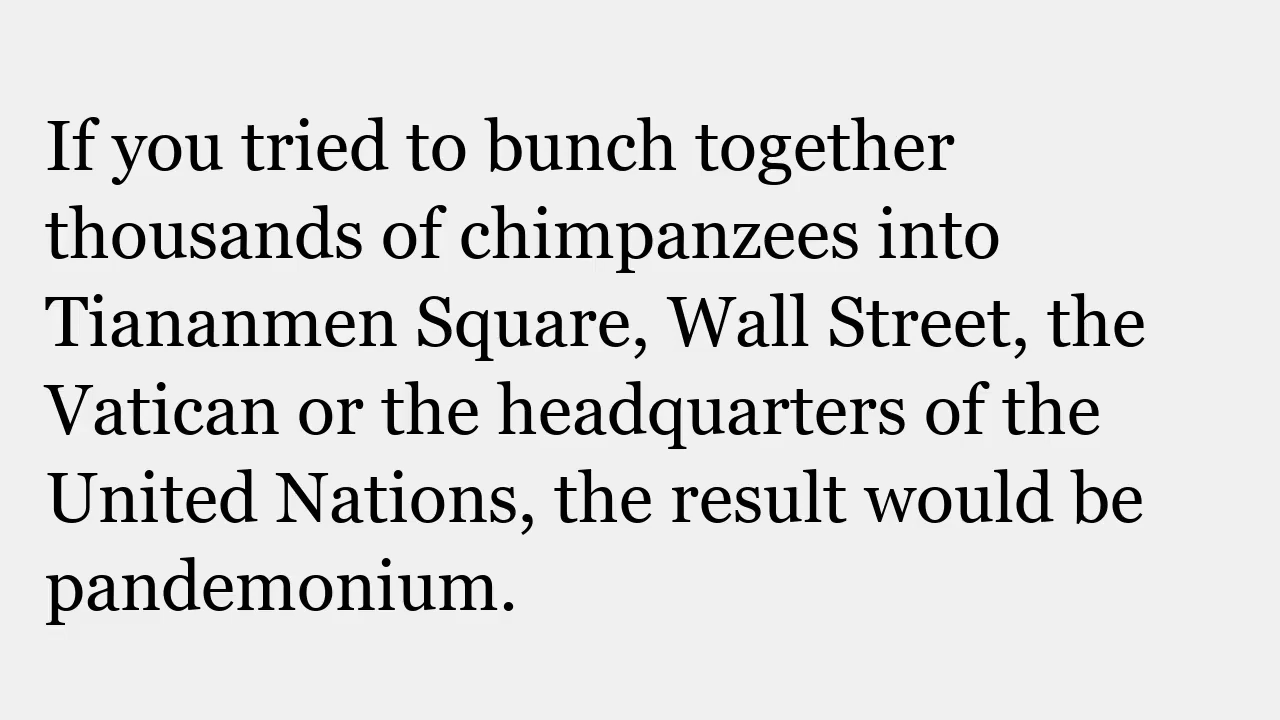 If you tried to bunch together
thousands of chimpanzees into
Tiananmen Square, Wall Street, the
Vatican or the headquarters of the
United Nations, the result would be
pandemonium.